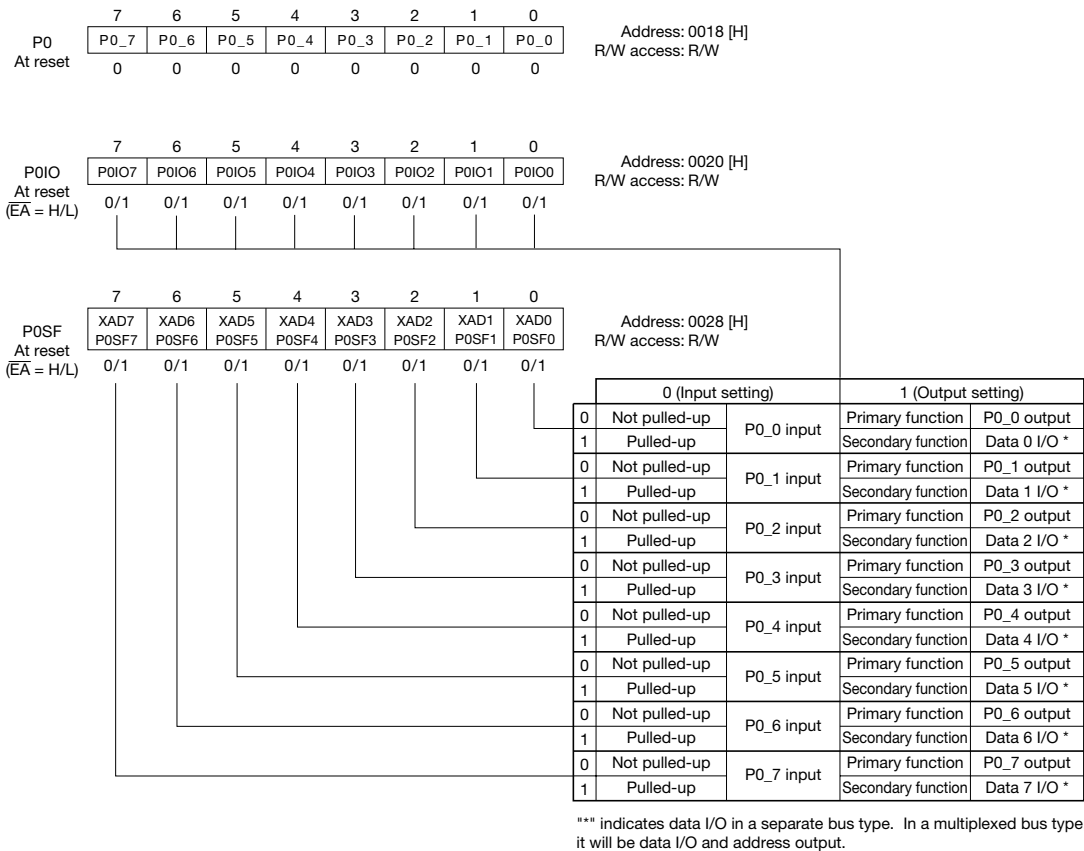 7 6 5 4 3 2 1 0
P0 P0_7 P0_6 P0_5 P0_4 P0_3 P0_2 P0_1 P0_0 Address: 0018 [H]
At reset 0 0 0 0 0 0 0 0 R/W access: R/W
7 6 5 4 3 2 1 0
P0IO P0IO7 P0IO6 P0IO5 P0IO4 P0IO3 P0IO2 P0IO1 P0IO0 Address: 0020 [H]
At reset R/W access: R/W
(EA = H/L) 0/1 0/1 0/1 0/1 0/1 0/1 0/1 0/1
7 6 5 4 3 2 1 0
XAD7 XAD6 XAD5 XAD4 XAD3 XAD2 XAD1 XAD0 Address: 0028 [H]
P0SF P0SF7 P0SF6 P0SF5 P0SF4 P0SF3 P0SF2 P0SF1 P0SF0 R/W access: R/W
At reset
(EA = H/L) 0/1 0/1 0/1 0/1 0/1 0/1 0/1 0/1
0 (Input setting) 1 (Output setting)
0 Not pulled-up P0_0 input Primary function P0_0 output
1 Pulled-up Secondary function Data 0 I/O *
0 Not pulled-up P0_1 input Primary function P0_1 output
1 Pulled-up Secondary function Data 1 I/O *
0 Not pulled-up P0_2 input Primary function P0_2 output
1 Pulled-up Secondary function Data 2 I/O *
0 Not pulled-up P0_3 input Primary function P0_3 output
1 Pulled-up Secondary function Data 3 I/O *
0 Not pulled-up P0_4 input Primary function P0_4 output
1 Pulled-up Secondary function Data 4 I/O *
0 Not pulled-up P0_5 input Primary function P0_5 output
1 Pulled-up Secondary function Data 5 I/O *
0 Not pulled-up P0_6 input Primary function P0_6 output
1 Pulled-up Secondary function Data 6 I/O *
0 Not pulled-up P0_7 input Primary function P0_7 output
1 Pulled-up Secondary function Data 7 I/O *
"*" indicates data I/O in a separate bus type. In a multiplexed bus type
it will be data I/O and address output.